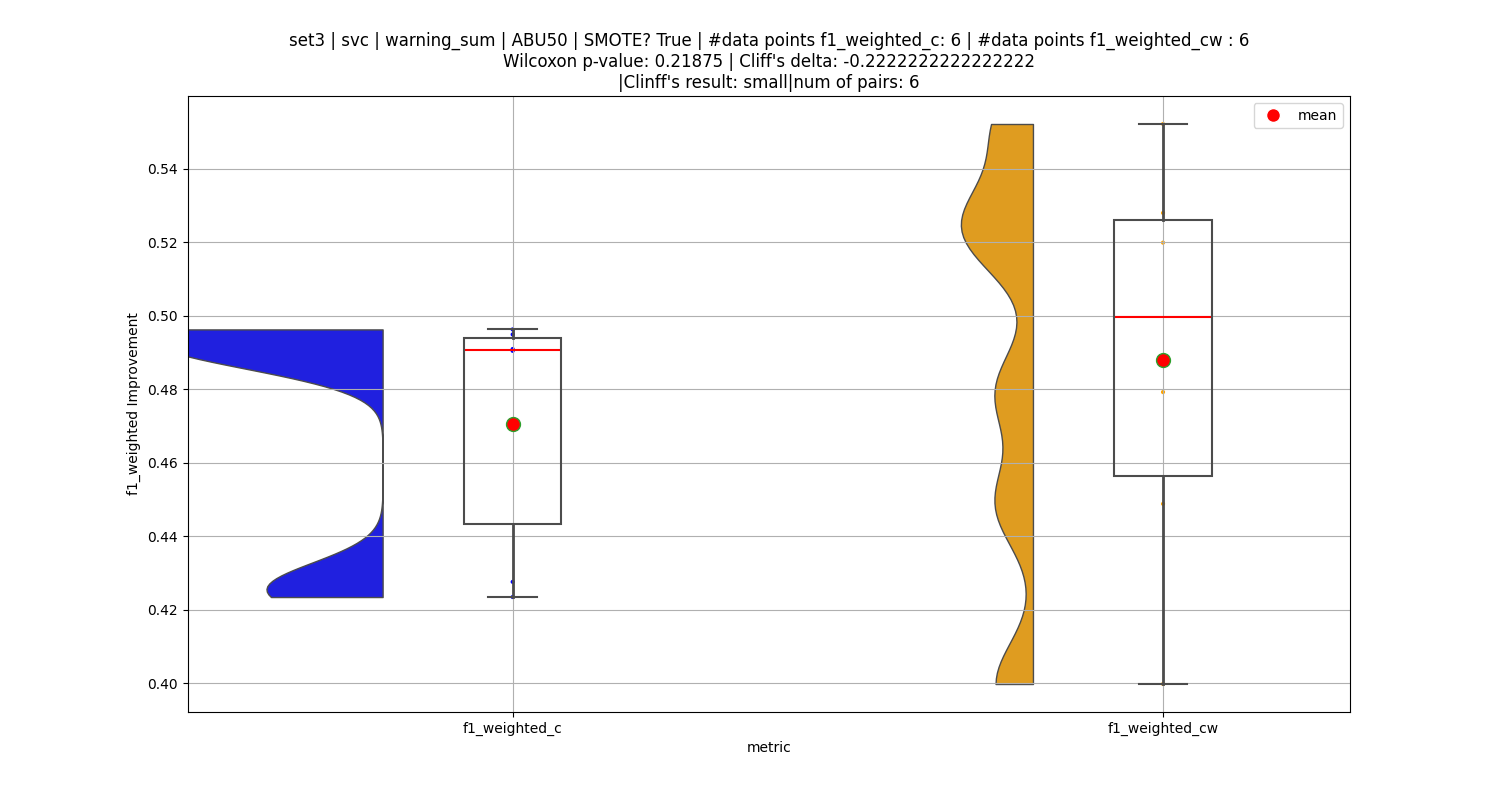 set3 | svc | warning_sum | ABU50 | SMOTE? True | #data points f1_weighted_c: 6 | #data points f1_weighted_cw : 6
Wilcoxon p-value: 0.21875 | Cliff's delta: -0.2222222222222222
|Clinff's result: small|num of pairs: 6
mean
0.54
0.52
0.50
0.48
0.46
0.44
0.42
0.40
f1_weighted Improvement
f1_weighted_c
f1_weighted_cw
metric